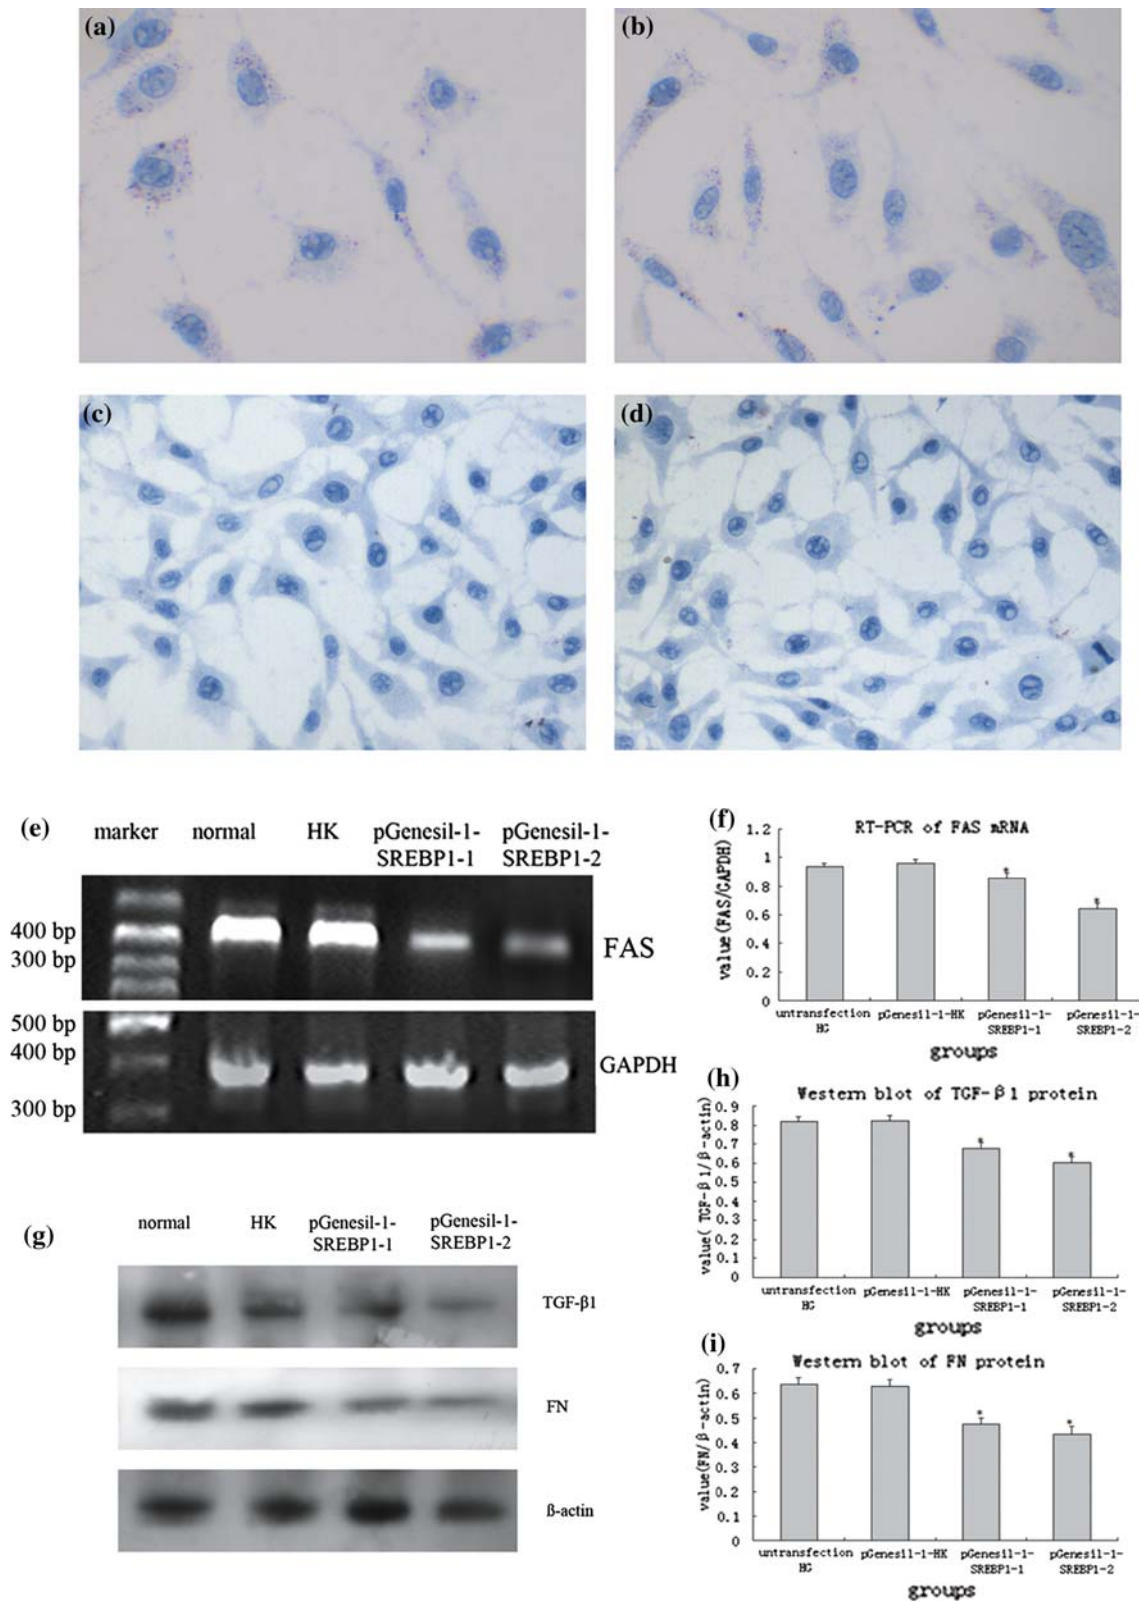 (a)
(b)
(c)
(d)
(e)
marker normal HK pGenesil-1-SREBP1-1 pGenesil-1-SREBP1-2
400 bp
300 bp
FAS
500 bp
400 bp
300 bp
GAPDH
(f)
RT-PCR of FAS mRNA
value(FAS/GAPDH)
1.2
1
0.8
0.6
0.4
0.2
0
*
*
untransfection HG
pGenesil-1-HK
pGenesil-1-SREBP1-1
pGenesil-1-SREBP1-2
groups
(g)
normal HK pGenesil-1-SREBP1-1 pGenesil-1-SREBP1-2
TGF-β1
FN
ß-actin
(h)
Western blot of TGF-β1 protein
value( TGF-β1/β-actin)
0.9
0.8
0.7
0.6
0.5
0.4
0.3
0.2
0.1
0
*
*
untransfection HG
pGenesil-1-HK
pGenesil-1-SREBP1-1
pGenesil-1-SREBP1-2
groups
(i)
Western blot of FN protein
value(FN/β-actin)
0.7
0.6
0.5
0.4
0.3
0.2
0.1
0
*
*
untransfection HG
pGenesil-1-HK
pGenesil-1-SREBP1-1
pGenesil-1-SREBP1-2
groups